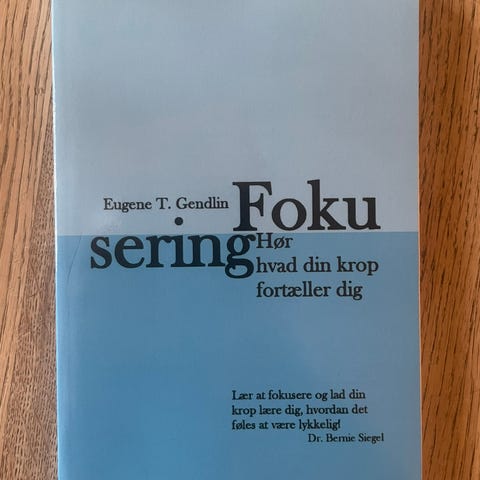 Eugene T. Gendlin
Foku
sering
Hør
hvad din krop
fortæller dig
Lær at fokusere og lad din
krop lære dig, hvordan det
føles at være lykkelig!
Dr. Bernie Siegel